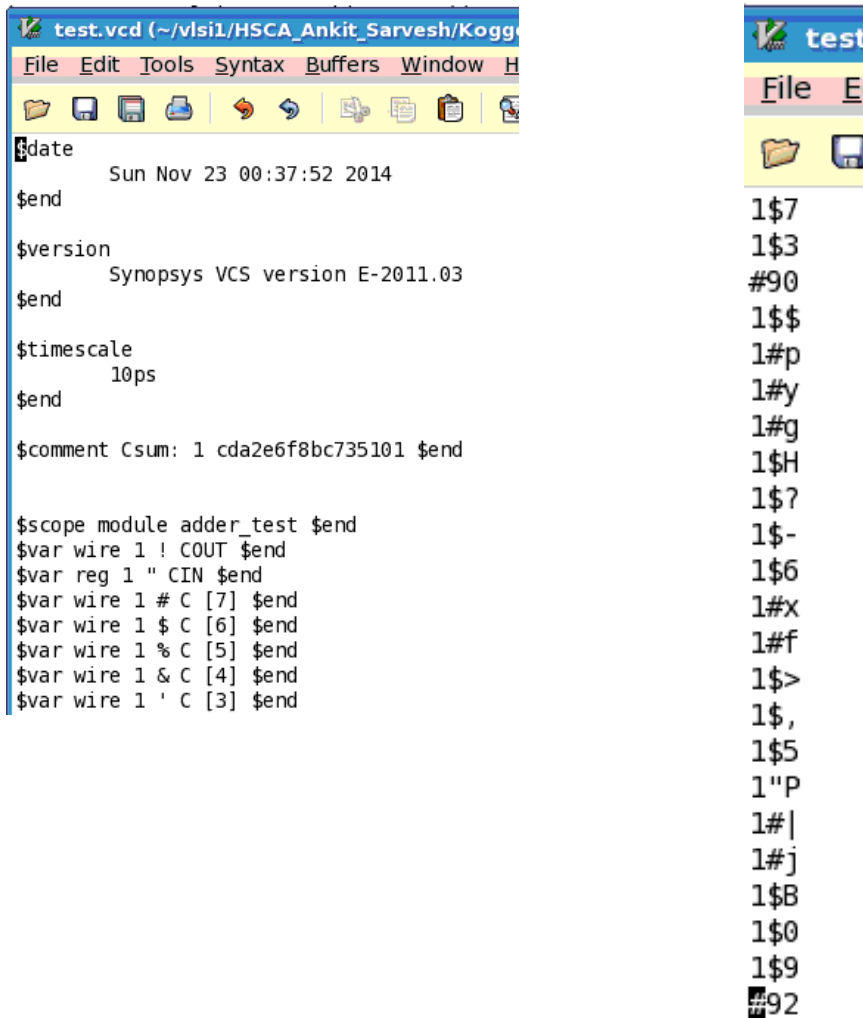 test.vcd (~/vlsi1/HSCA_Ankit_Sarvesh/Kogg
File Edit Tools Syntax Buffers Window H
$date
Sun Nov 23 00:37:52 2014
$end
$version
Synopsys VCS version E-2011.03
$end
$timescale
10ps
$end
$comment Csum: 1 cda2e6f8bc735101 $end
$scope module adder_test $end
$var wire 1 ! COUT $end
$var reg 1 " CIN $end
$var wire 1 # C [7] $end
$var wire 1 $ C [6] $end
$var wire 1 % C [5] $end
$var wire 1 & C [4] $end
$var wire 1 ' C [3] $end
test
File E
1$7
1$3
#90
1$$
1#p
1#y
1#g
1$H
1$?
1$-
1$6
1#x
1#f
1$>
1$,
1$5
1"P
1#|
1#j
1$B
1$0
1$9
#92